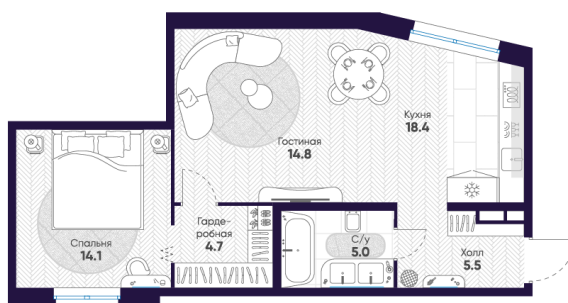 Кухня
18.4
Гостиная
14.8
Гарде-
робная
4.7
Спальня
14.1
С/у
5.0
Холл
5.5